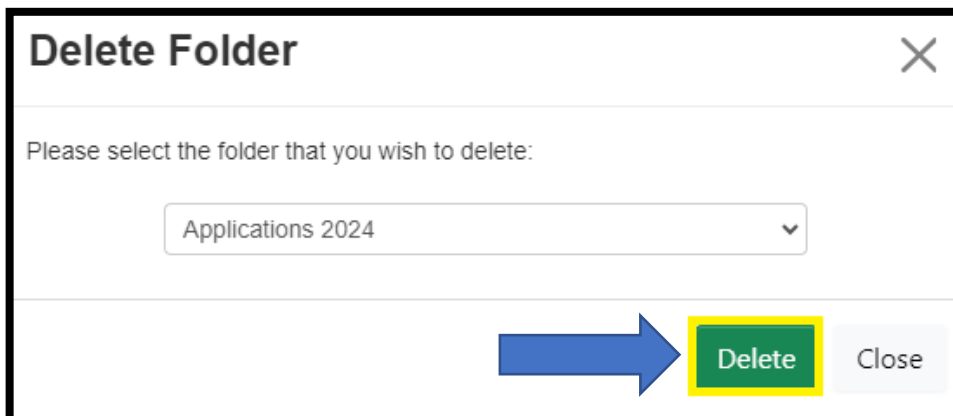 Delete Folder
Please select the folder that you wish to delete:
Applications 2024
Delete Close